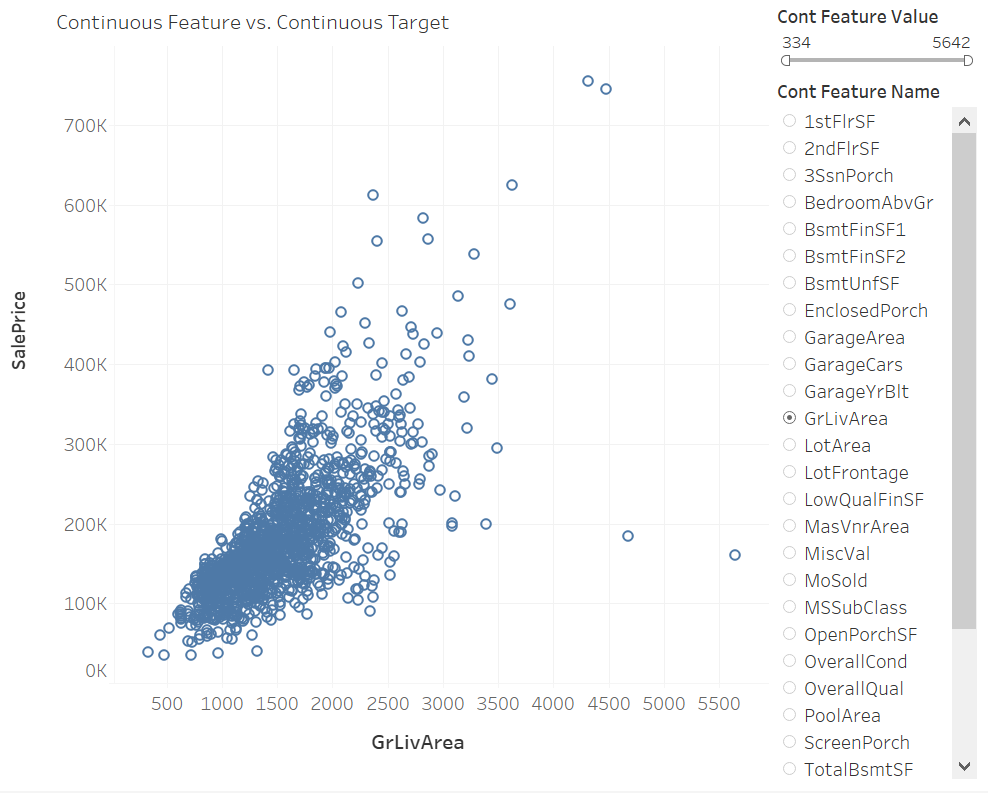 Continuous Feature vs. Continuous Target
SalePrice
700K
600K
500K
400K
300K
200K
100K
0K
500 1000 1500 2000 2500 3000 3500 4000 4500 5000 5500
GrLivArea
Cont Feature Value
334 5642
Cont Feature Name
1stFlrSF
2ndFlrSF
3SsnPorch
BedroomAbvGr
BsmtFinSF1
BsmtFinSF2
BsmtUnfSF
EnclosedPorch
GarageArea
GarageCars
GarageYrBlt
GrLivArea
LotArea
LotFrontage
LowQualFinSF
MasVnrArea
MiscVal
MoSold
MSSubClass
OpenPorchSF
OverallCond
OverallQual
PoolArea
ScreenPorch
TotalBsmtSF